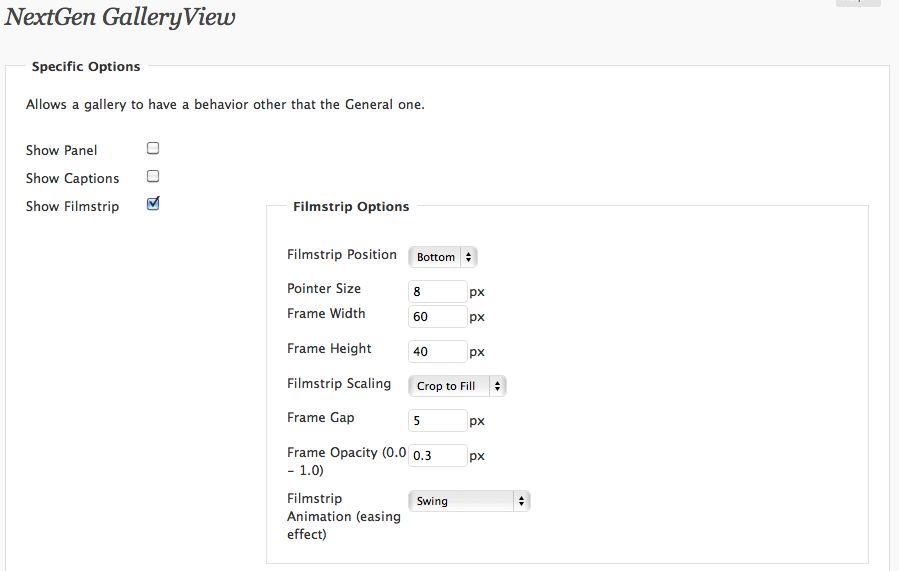 NextGen GalleryView
Specific Options
Allows a gallery to have a behavior other that the General one.
Show Panel
Show Captions
Show Filmstrip
Filmstrip Options
Filmstrip Position Bottom
Pointer Size 8 px
Frame Width 60 px
Frame Height 40 px
Filmstrip Scaling Crop to Fill
Frame Gap 5 px
Frame Opacity (0.0 0.3 px
– 1.0)
Filmstrip Swing
Animation (easing
effect)